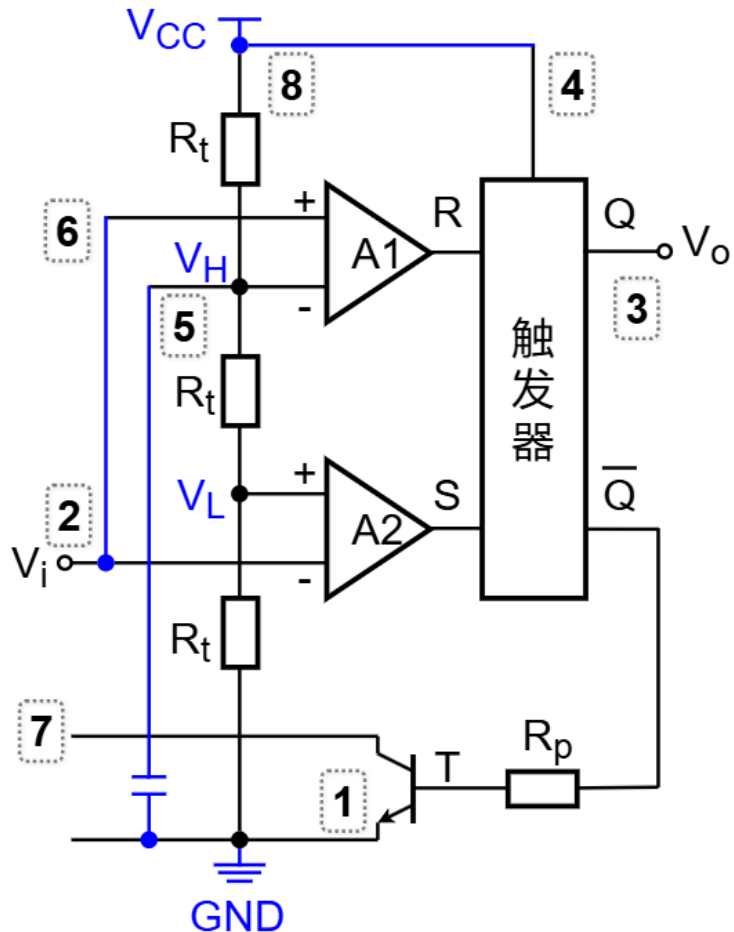 VCC
8
4
Rt
6
+
R
Q
Vo
A1
VH
-
5
3
触发器
Rt
+
S
Q̅
VL
2
A2
Vi
-
Rt
7
Rp
T
1
GND